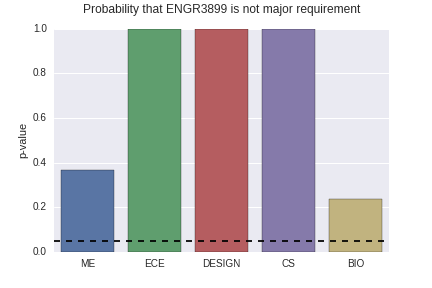 Probability that ENGR3899 is not major requirement
1.0
0.8
0.6
0.4
0.2
0.0
p-value
ME ECE DESIGN CS BIO